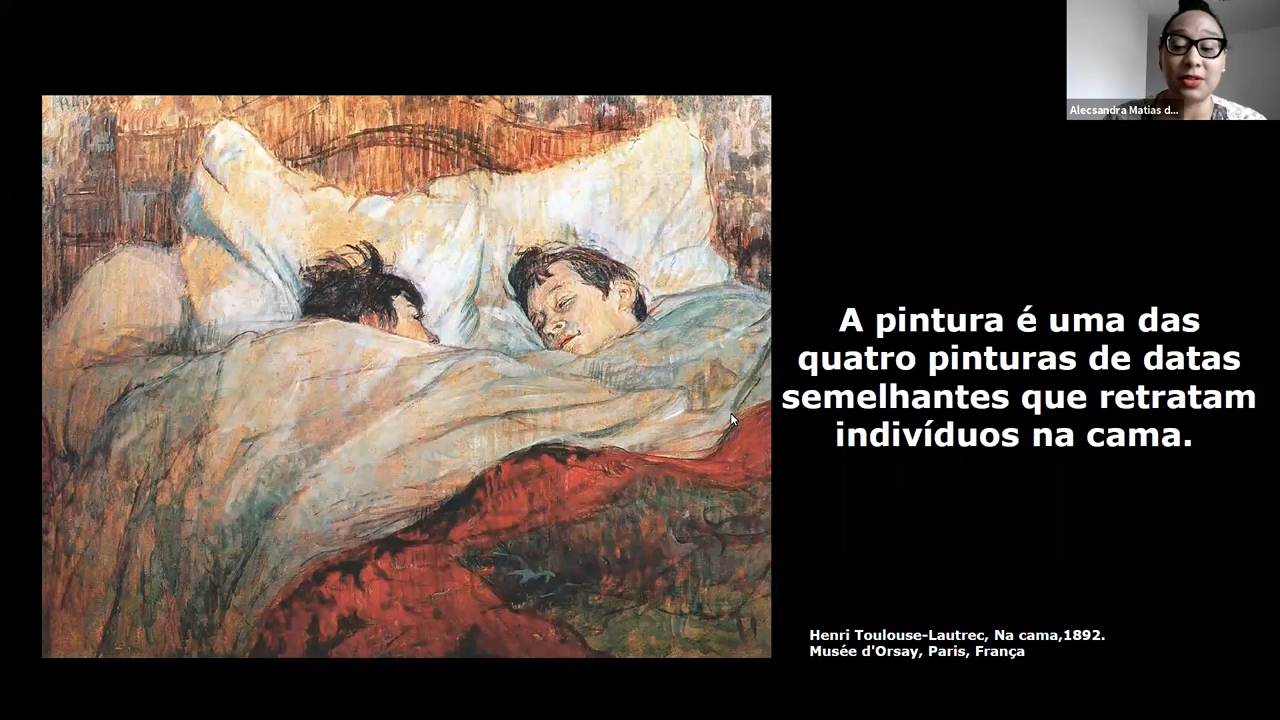 Alecsandra Matias d...
A pintura é uma das
quatro pinturas de datas
semelhantes que retratam
indivíduos na cama.
Henri Toulouse-Lautrec, Na cama,1892.
Musée d'Orsay, Paris, França